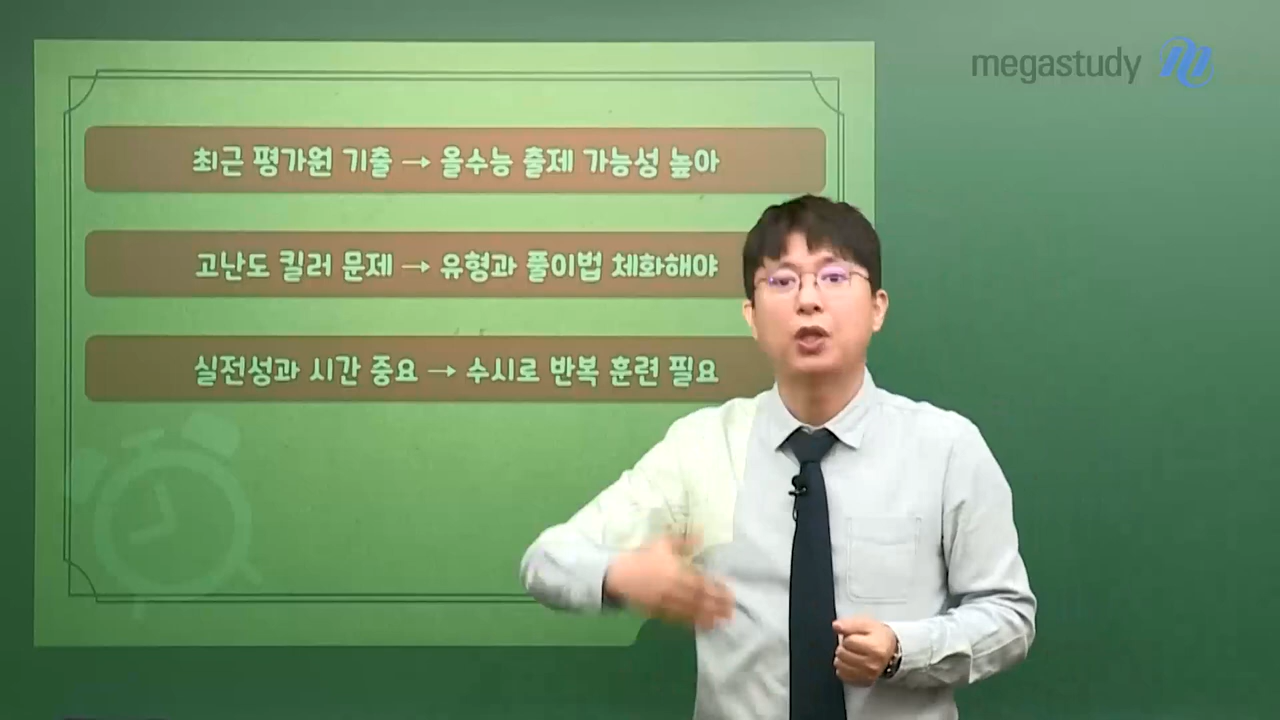 megastudy
최근 평가원 기출 → 올수능 출제 가능성 높아
고난도 킬러 문제 → 유형과 풀이법 체화해야
실전성과 시간 중요 → 수시로 반복 훈련 필요